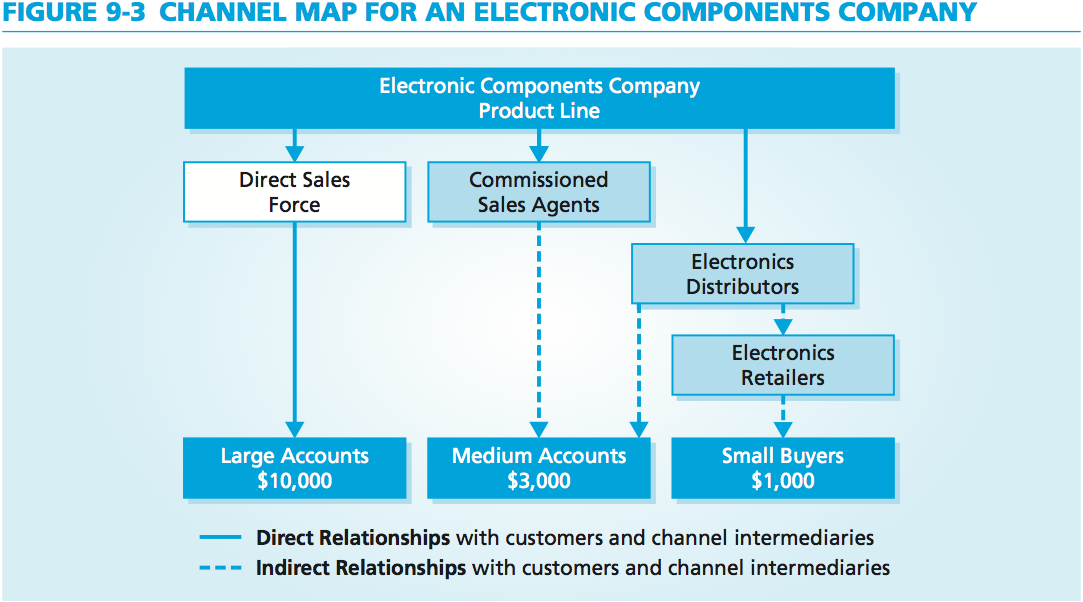 FIGURE 9-3 CHANNEL MAP FOR AN ELECTRONIC COMPONENTS COMPANY
Electronic Components Company
Product Line
Direct Sales
Force
Commissioned
Sales Agents
Electronics
Distributors
Electronics
Retailers
Large Accounts
$10,000
Medium Accounts
$3,000
Small Buyers
$1,000
Direct Relationships with customers and channel intermediaries
Indirect Relationships with customers and channel intermediaries